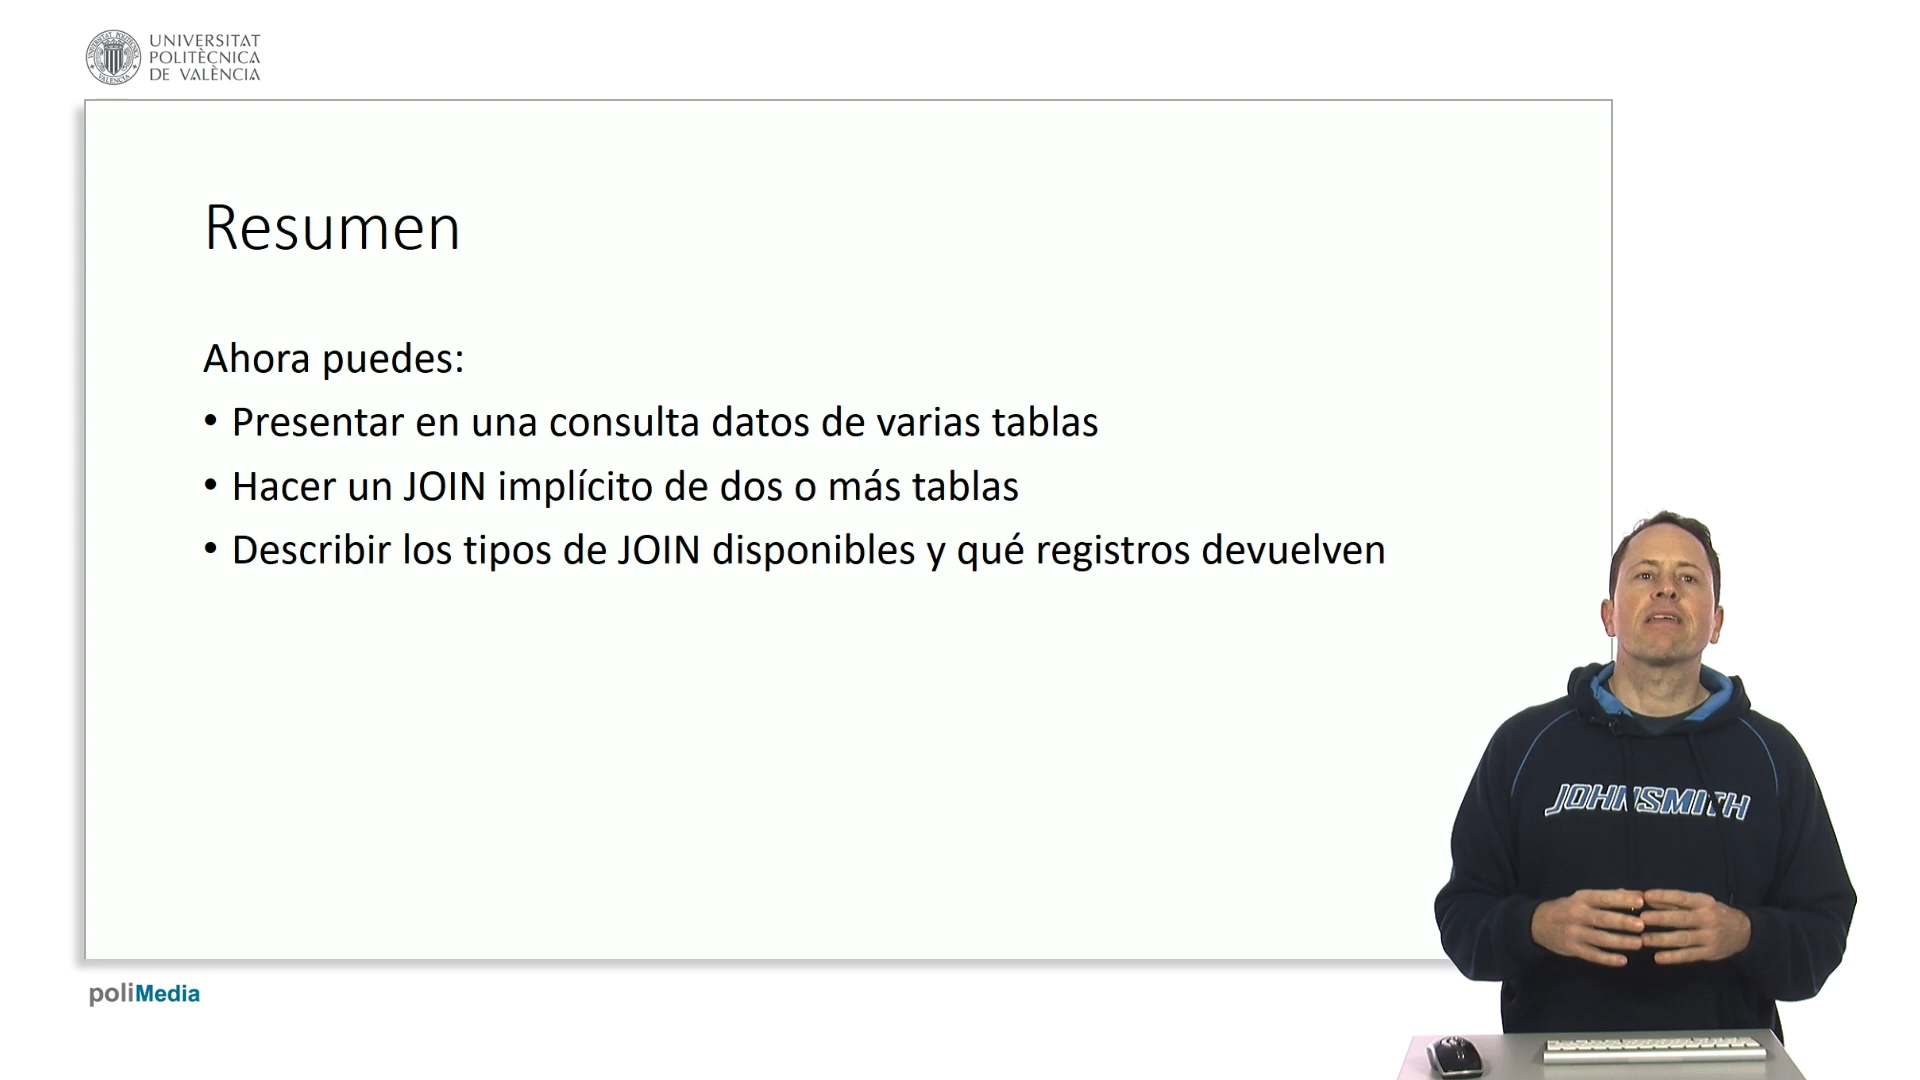 UNIVERSITAT
POLITÈCNICA
DE VALÈNCIA
Resumen
Ahora puedes:
• Presentar en una consulta datos de varias tablas
• Hacer un JOIN implícito de dos o más tablas
• Describir los tipos de JOIN disponibles y qué registros devuelven
JOHNSMITH
poliMedia